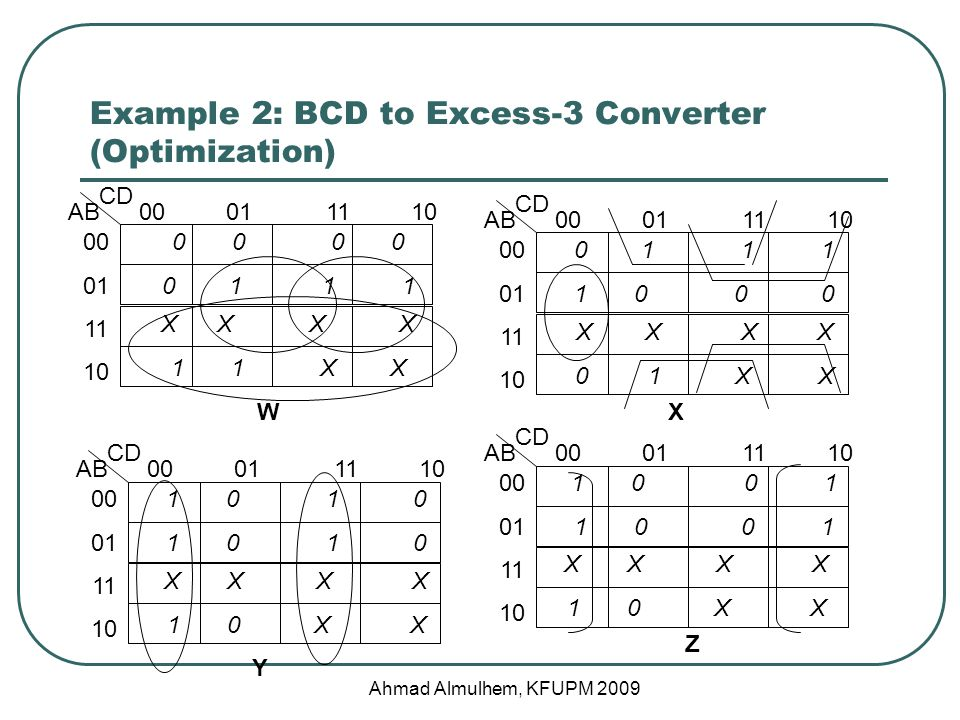 Example 2: BCD to Excess-3 Converter
(Optimization)
CD
AB 00 01 11 10
00 0 0 0 0
01 0 1 1 1
11 X X X X
10 1 1 X X
W
CD
AB 00 01 11 10
00 0 1 1 1
01 1 0 0 0
11 X X X X
10 0 1 X X
X
CD
AB 00 01 11 10
00 1 0 1 0
01 1 0 1 0
11 X X X X
10 1 0 X X
Y
CD
AB 00 01 11 10
00 1 0 0 1
01 1 0 0 1
11 X X X X
10 1 0 X X
Z
Ahmad Almulhem, KFUPM 2009